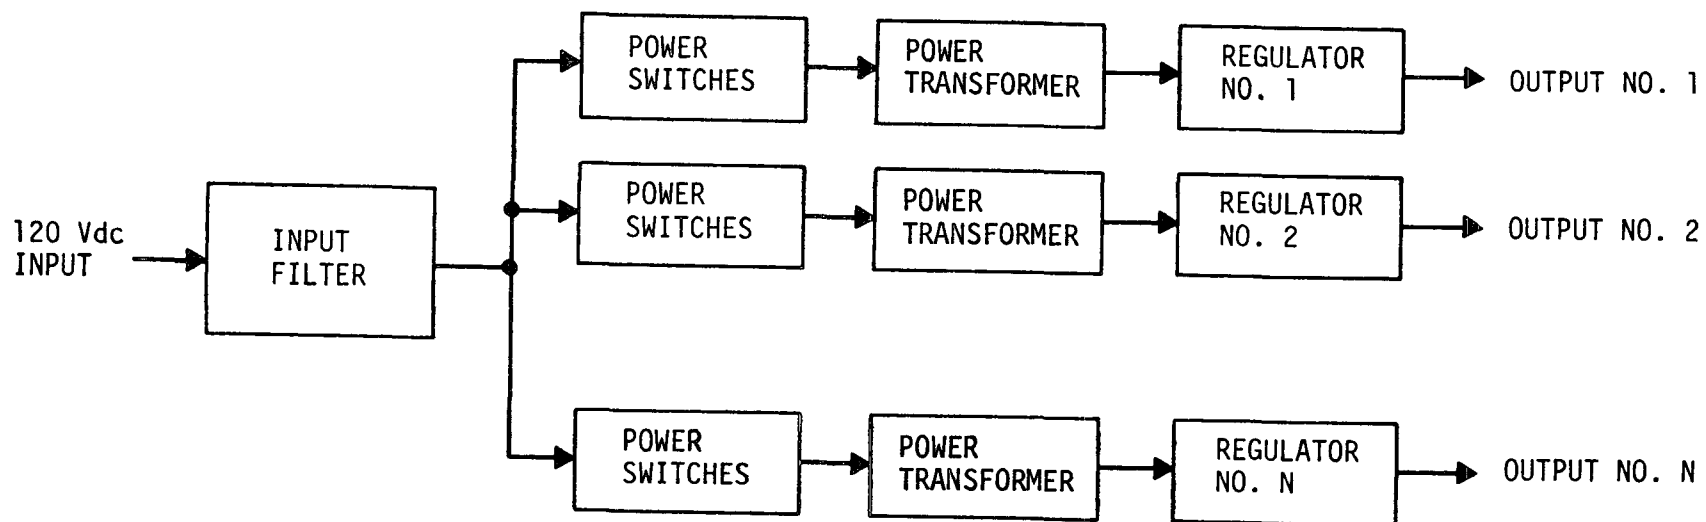 POWER
SWITCHES
POWER
TRANSFORMER
REGULATOR
NO. 1
OUTPUT NO. 1
POWER
SWITCHES
POWER
TRANSFORMER
REGULATOR
NO. 2
OUTPUT NO. 2
120 Vdc
INPUT
INPUT
FILTER
POWER
SWITCHES
POWER
TRANSFORMER
REGULATOR
NO. N
OUTPUT NO. N